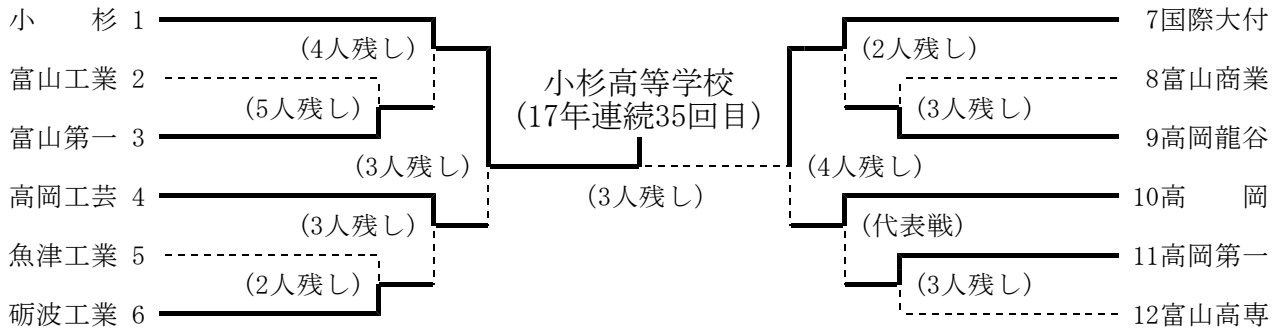 小　　杉 1
(4人残し)
富山工業 2
(5人残し)
富山第一 3
(3人残し)
高岡工芸 4
(3人残し)
魚津工業 5
(2人残し)
砺波工業 6
小杉高等学校
(17年連続35回目)
(3人残し)
7国際大付
(2人残し)
8富山商業
(3人残し)
9高岡龍谷
(4人残し)
10高　　岡
(代表戦)
11高岡第一
(3人残し)
12富山高専